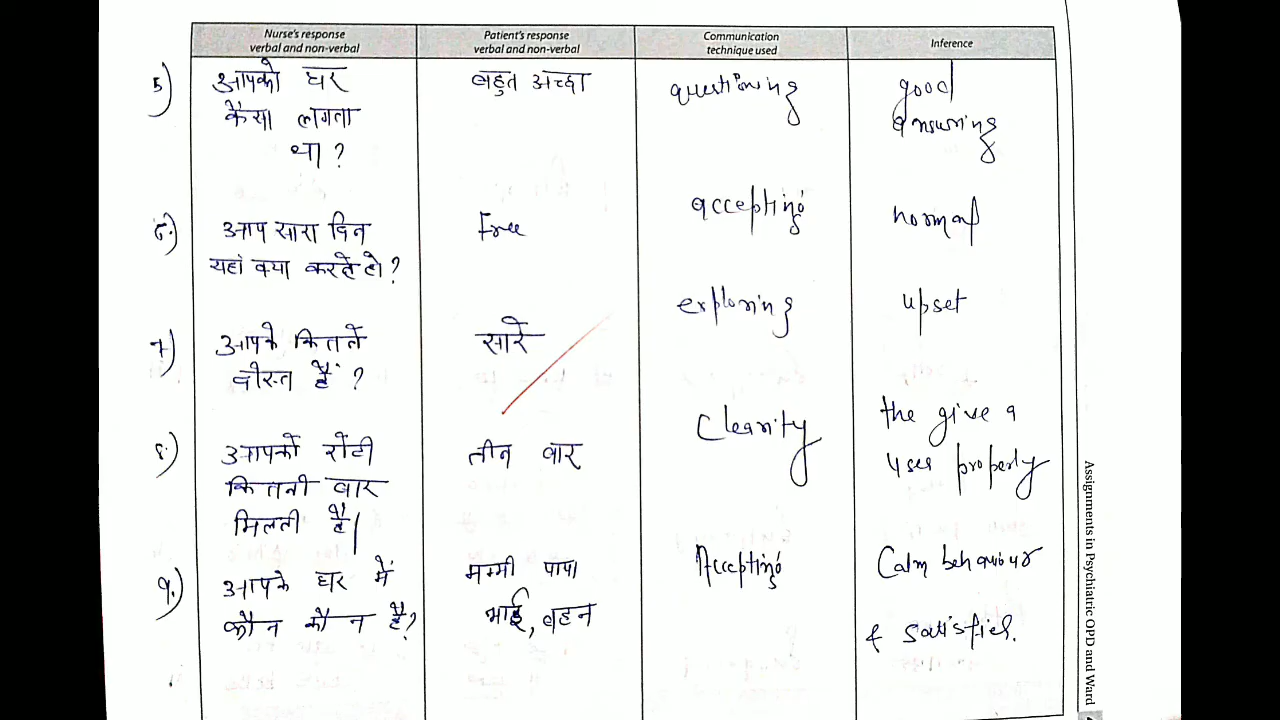 Nurse's response verbal and non-verbal | Patient's response verbal and non-verbal | Communication technique used | Inference
5) आपको घर | बहुत अच्छा | questioning | good
कैसा लगता | ansuring
था ?
6.) आप सारा दिन | Free | accepting | normal
यहां क्या करते हो ?
7) आपके कितने | सारे | exploring | upset
दोस्त है ?
8.) आपको रोटी | तीन बार | Clearity | the give a
कितनी बार | user property
मिलती है |
9.) आपके घर में | मम्मी पापा | Accepting | Calm behaviour
कौन कौन है ? | भाई, बहन | & satisfied.
Assignments in Psychiatric OPD and Ward